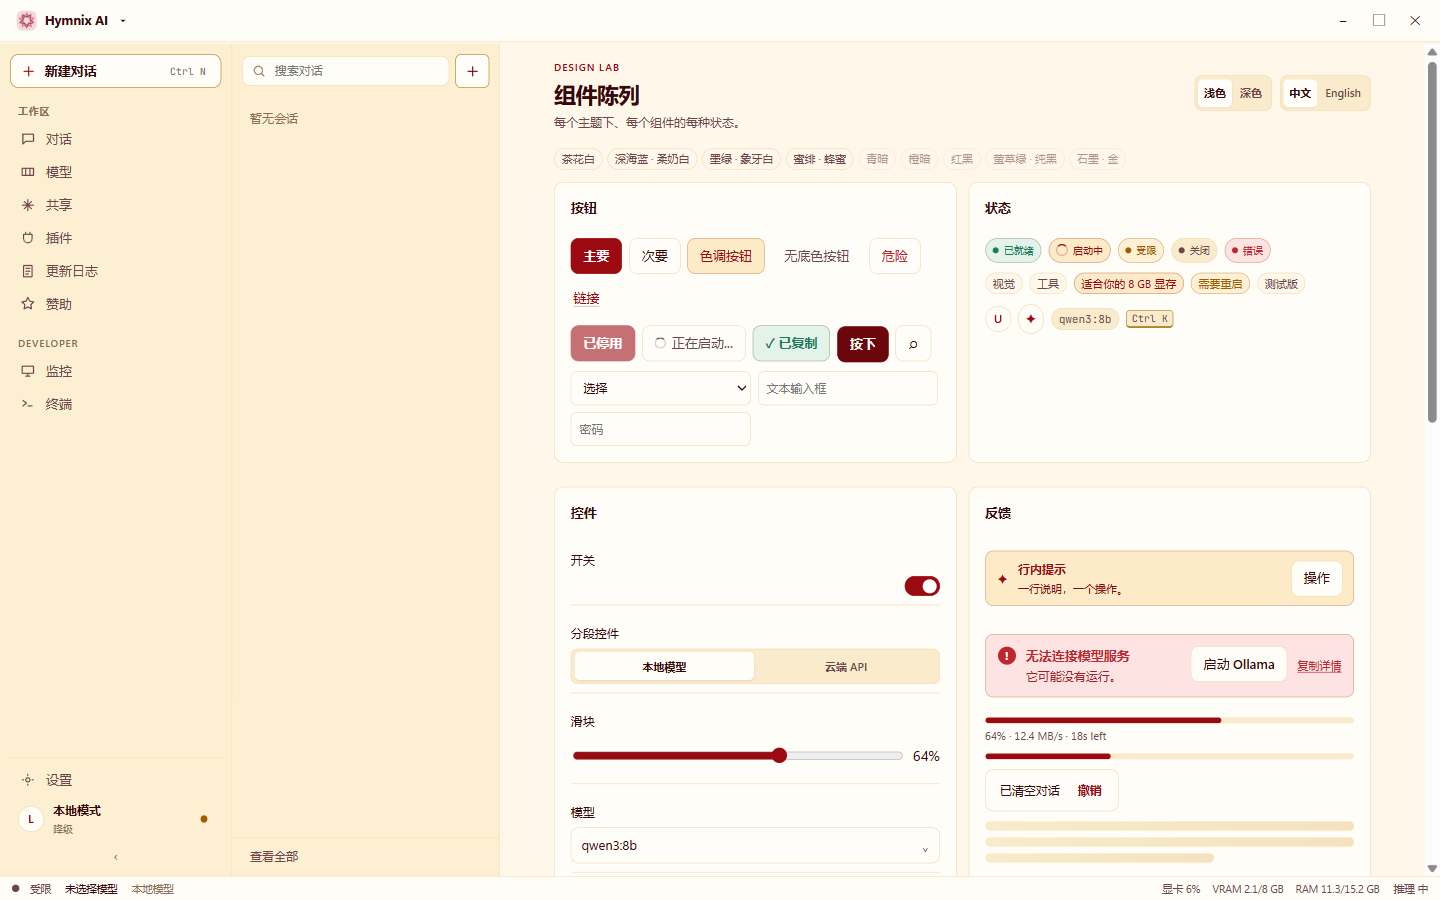 Hymnix AI
新建对话 Ctrl N
工作区
对话
模型
共享
插件
更新日志
赞助
DEVELOPER
监控
终端
设置
L 本地模式
降级
搜索对话
暂无会话
查看全部
DESIGN LAB
组件陈列
每个主题下、每个组件的每种状态。
浅色 深色 中文 English
茶花白 深海蓝 · 柔奶白 墨绿 · 象牙白 蜜绯 · 蜂蜜 青暗 橙暗 红黑 萤草绿 · 纯黑 石墨 · 金
按钮
主要 次要 色调按钮 无底色按钮 危险
链接
已停用 正在启动... ✓ 已复制 按下
选择 文本输入框
密码
状态
已就绪 启动中 受限 关闭 错误
视觉 工具 适合你的 8 GB 显存 需要重启 测试版
U qwen3:8b Ctrl K
控件
开关
分段控件
本地模型 云端 API
滑块
64%
模型
qwen3:8b
反馈
行内提示
一行说明，一个操作。
操作
无法连接模型服务
它可能没有运行。
启动 Ollama 复制详情
64% · 12.4 MB/s · 18s left
已清空对话 撤销
受限 未选择模型 本地模型 显卡 6% VRAM 2.1/8 GB RAM 11.3/15.2 GB 推理 中